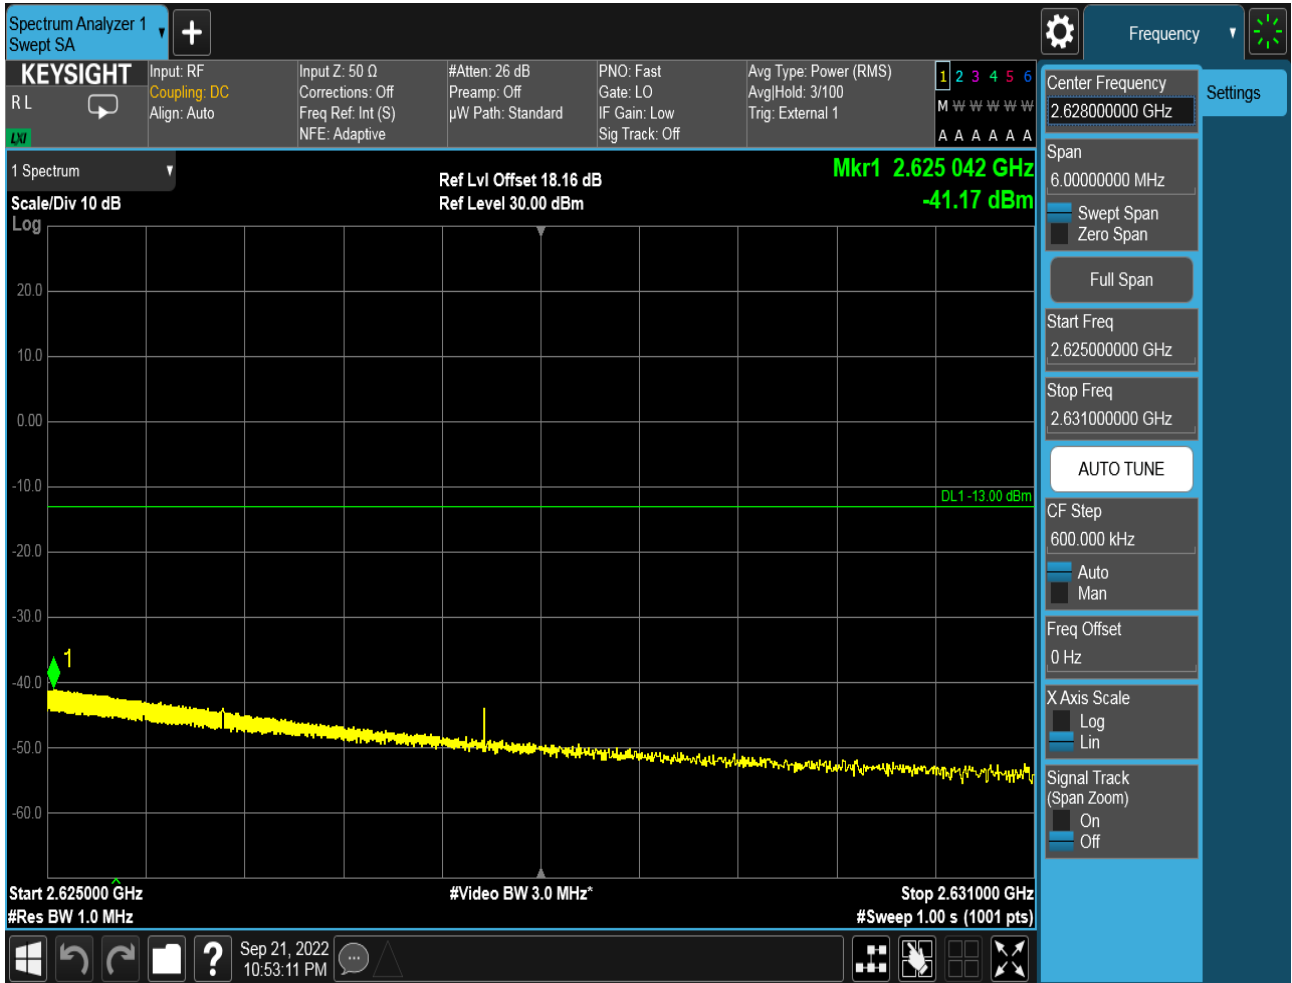 Spectrum Analyzer 1
Swept SA
+
Frequency
KEYSIGHT
R L
LXI
Input: RF
Coupling: DC
Align: Auto
Input Z: 50 Ω
Corrections: Off
Freq Ref: Int (S)
NFE: Adaptive
#Atten: 26 dB
Preamp: Off
µW Path: Standard
PNO: Fast
Gate: LO
IF Gain: Low
Sig Track: Off
Avg Type: Power (RMS)
Avg|Hold: 3/100
Trig: External 1
1 2 3 4 5 6
M W W W W W
A A A A A A
1 Spectrum
Scale/Div 10 dB
Log
Ref Lvl Offset 18.16 dB
Ref Level 30.00 dBm
Mkr1 2.625 042 GHz
-41.17 dBm
20.0
10.0
0.00
-10.0
DL1 -13.00 dBm
-20.0
-30.0
1
-40.0
-50.0
-60.0
Start 2.625000 GHz
#Res BW 1.0 MHz
#Video BW 3.0 MHz*
Stop 2.631000 GHz
#Sweep 1.00 s (1001 pts)
Center Frequency
2.628000000 GHz
Settings
Span
6.00000000 MHz
Swept Span
Zero Span
Full Span
Start Freq
2.625000000 GHz
Stop Freq
2.631000000 GHz
AUTO TUNE
CF Step
600.000 kHz
Auto
Man
Freq Offset
0 Hz
X Axis Scale
Log
Lin
Signal Track
(Span Zoom)
On
Off
?
Sep 21, 2022
10:53:11 PM